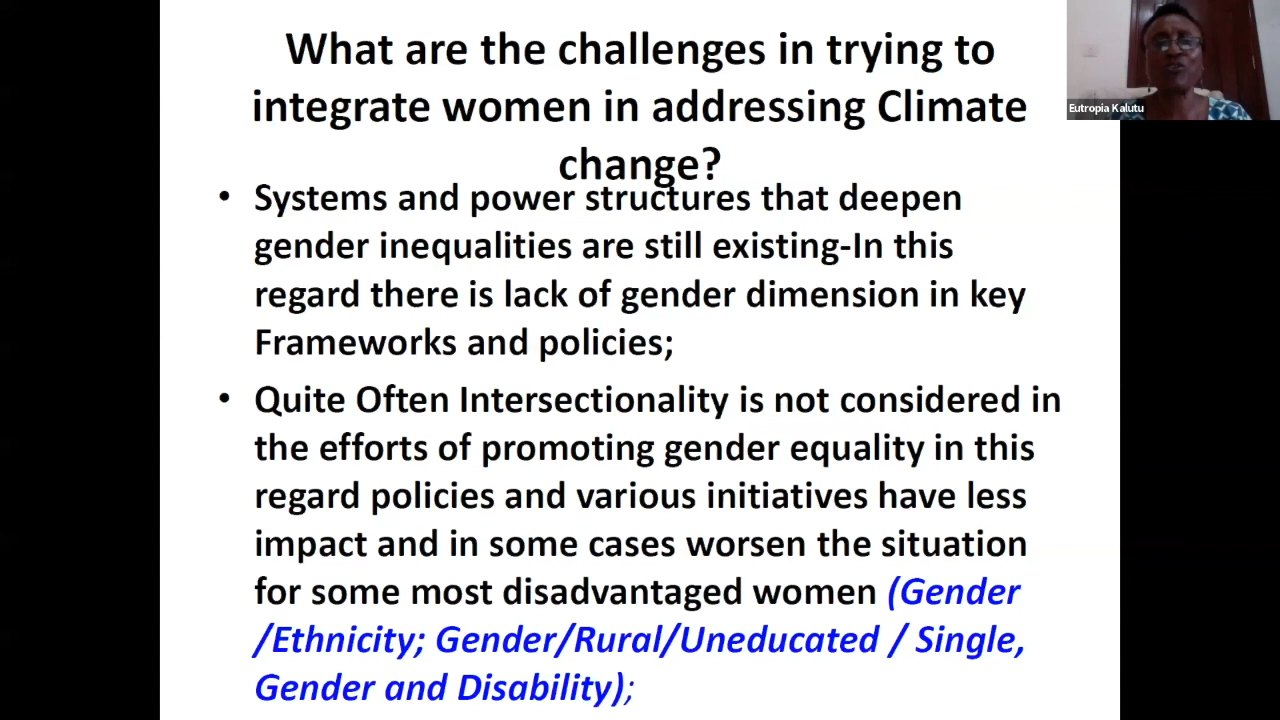 What are the challenges in trying to
integrate women in addressing Climate
change?
Eutropia Kalutu
• Systems and power structures that deepen
gender inequalities are still existing-In this
regard there is lack of gender dimension in key
Frameworks and policies;
• Quite Often Intersectionality is not considered in
the efforts of promoting gender equality in this
regard policies and various initiatives have less
impact and in some cases worsen the situation
for some most disadvantaged women (Gender
/Ethnicity; Gender/Rural/Uneducated / Single,
Gender and Disability);